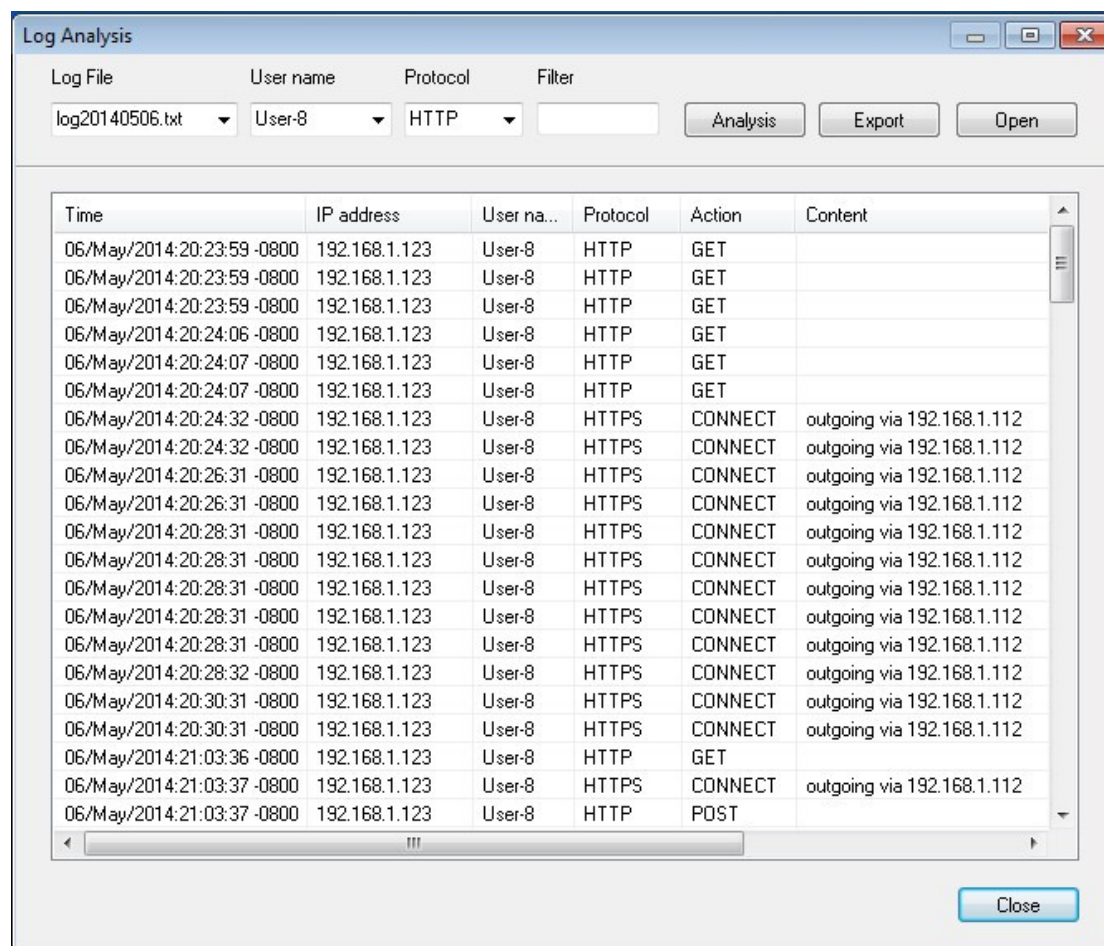 Log Analysis
Log File User name Protocol Filter
log20140506.txt User-8 HTTP Analysis Export Open
Time IP address User na... Protocol Action Content
06/May/2014:20:23:59 -0800 192.168.1.123 User-8 HTTP GET
06/May/2014:20:23:59 -0800 192.168.1.123 User-8 HTTP GET
06/May/2014:20:23:59 -0800 192.168.1.123 User-8 HTTP GET
06/May/2014:20:24:06 -0800 192.168.1.123 User-8 HTTP GET
06/May/2014:20:24:07 -0800 192.168.1.123 User-8 HTTP GET
06/May/2014:20:24:07 -0800 192.168.1.123 User-8 HTTP GET
06/May/2014:20:24:32 -0800 192.168.1.123 User-8 HTTPS CONNECT outgoing via 192.168.1.112
06/May/2014:20:24:32 -0800 192.168.1.123 User-8 HTTPS CONNECT outgoing via 192.168.1.112
06/May/2014:20:26:31 -0800 192.168.1.123 User-8 HTTPS CONNECT outgoing via 192.168.1.112
06/May/2014:20:26:31 -0800 192.168.1.123 User-8 HTTPS CONNECT outgoing via 192.168.1.112
06/May/2014:20:28:31 -0800 192.168.1.123 User-8 HTTPS CONNECT outgoing via 192.168.1.112
06/May/2014:20:28:31 -0800 192.168.1.123 User-8 HTTPS CONNECT outgoing via 192.168.1.112
06/May/2014:20:28:31 -0800 192.168.1.123 User-8 HTTPS CONNECT outgoing via 192.168.1.112
06/May/2014:20:28:31 -0800 192.168.1.123 User-8 HTTPS CONNECT outgoing via 192.168.1.112
06/May/2014:20:28:31 -0800 192.168.1.123 User-8 HTTPS CONNECT outgoing via 192.168.1.112
06/May/2014:20:28:32 -0800 192.168.1.123 User-8 HTTPS CONNECT outgoing via 192.168.1.112
06/May/2014:20:30:31 -0800 192.168.1.123 User-8 HTTPS CONNECT outgoing via 192.168.1.112
06/May/2014:20:30:31 -0800 192.168.1.123 User-8 HTTPS CONNECT outgoing via 192.168.1.112
06/May/2014:21:03:36 -0800 192.168.1.123 User-8 HTTP GET
06/May/2014:21:03:37 -0800 192.168.1.123 User-8 HTTPS CONNECT outgoing via 192.168.1.112
06/May/2014:21:03:37 -0800 192.168.1.123 User-8 HTTP POST
Close